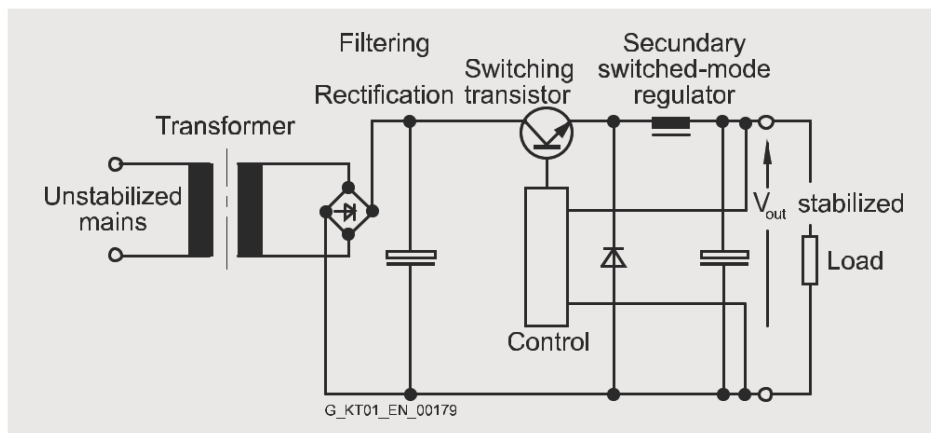 Filtering
Rectification
Switching
transistor
Secundary
switched-mode
regulator
Transformer
Unstabilized
mains
V_out stabilized
Load
Control
G_KT01_EN_00179